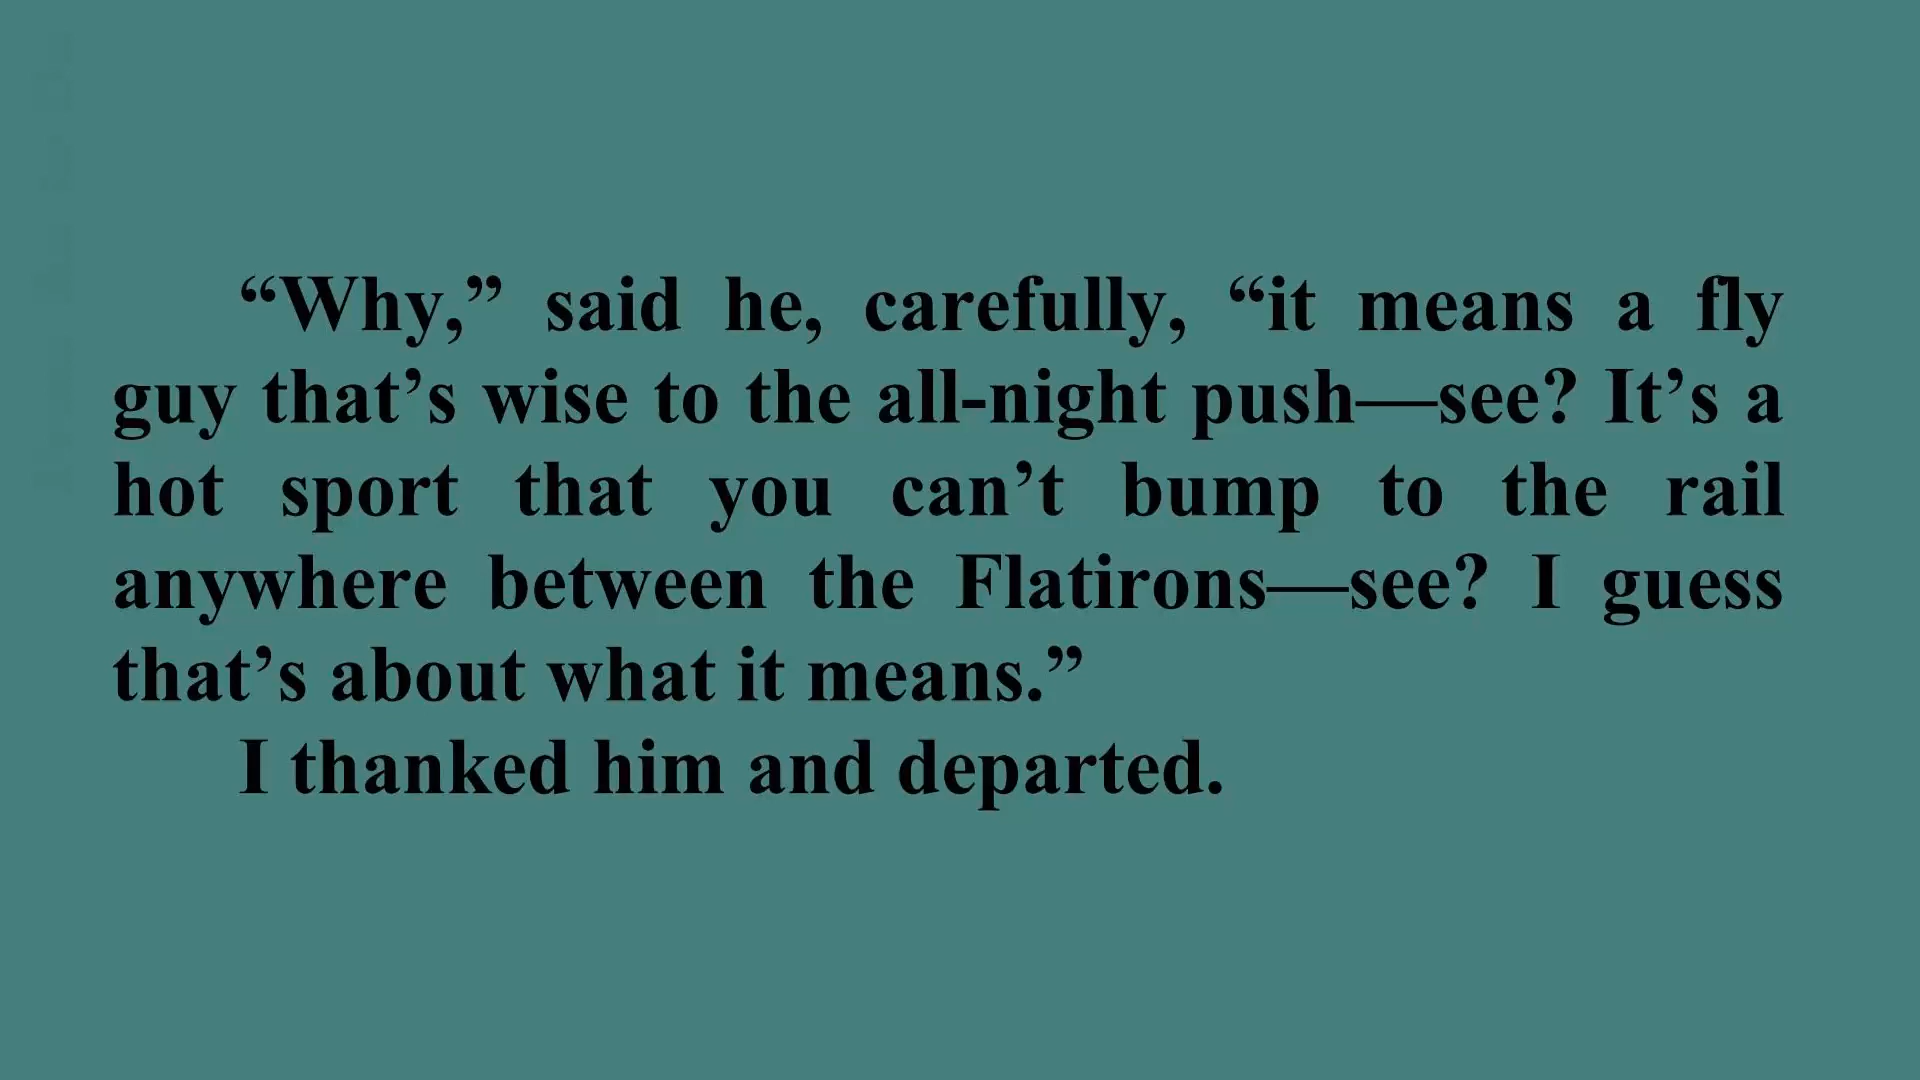 “Why,” said he, carefully, “it means a fly
guy that’s wise to the all-night push—see? It’s a
hot sport that you can’t bump to the rail
anywhere between the Flatirons—see? I guess
that’s about what it means.”
I thanked him and departed.